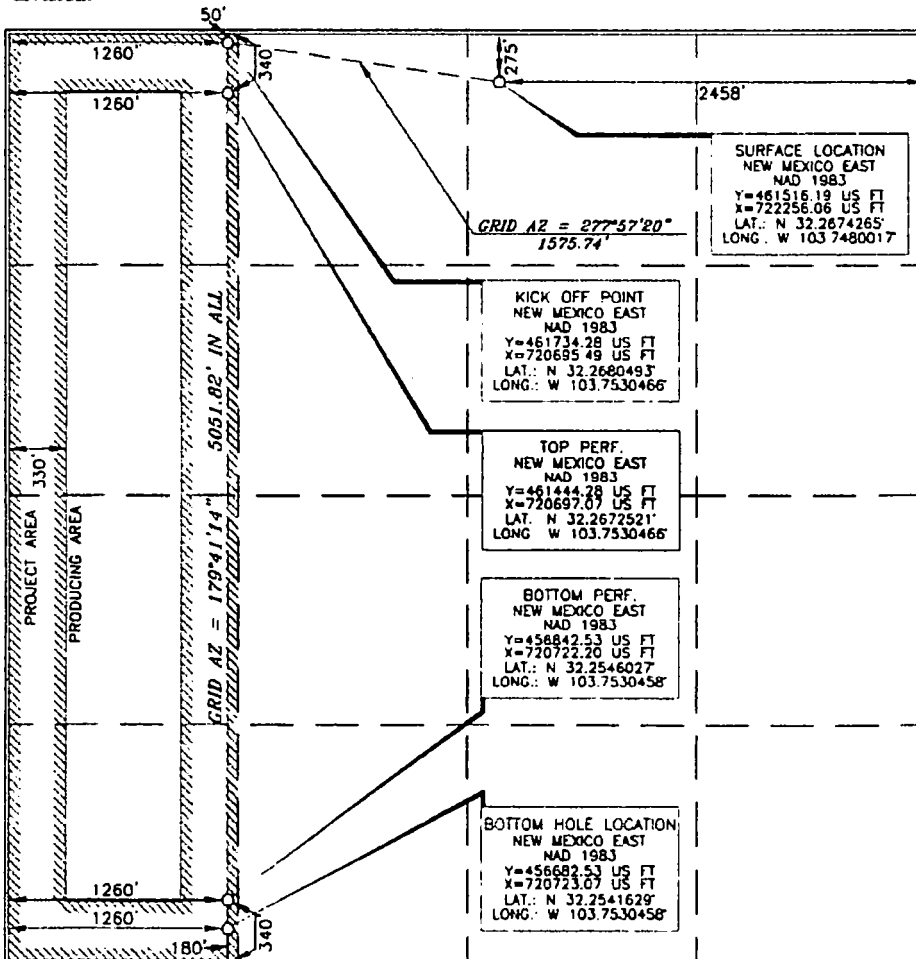 50'
1260"
340'
275'
2458'
1260'
SURFACE LOCATION
NEW MEXICO EAST
NAD 1983
Y=461516.19 US FT
X=722256.06 US FT
LAT.: N 32.2674265°
LONG.: W 103.7480017°
GRID AZ = 277°57'20"
1575.74'
KICK OFF POINT
NEW MEXICO EAST
NAD 1983
Y=461734.28 US FT
X=720695.49 US FT
LAT.: N 32.2680493°
LONG.: W 103.7530466°
TOP PERF.
NEW MEXICO EAST
NAD 1983
Y=461444.28 US FT
X=720697.07 US FT
LAT. N 32.2672521°
LONG W 103.7530466°
330'
PROJECT AREA
PRODUCING AREA
GRID AZ = 179°41'14" 5051.82' IN ALL
BOTTOM PERF.
NEW MEXICO EAST
NAD 1983
Y=456842.53 US FT
X=720722.20 US FT
LAT.: N 32.2546027°
LONG.: W 103.7530458°
BOTTOM HOLE LOCATION
NEW MEXICO EAST
NAD 1983
Y=456682.53 US FT
X=720723.07 US FT
LAT.: N 32.2541629°
LONG.: W 103.7530458°
1260'
1260'
180'
340'